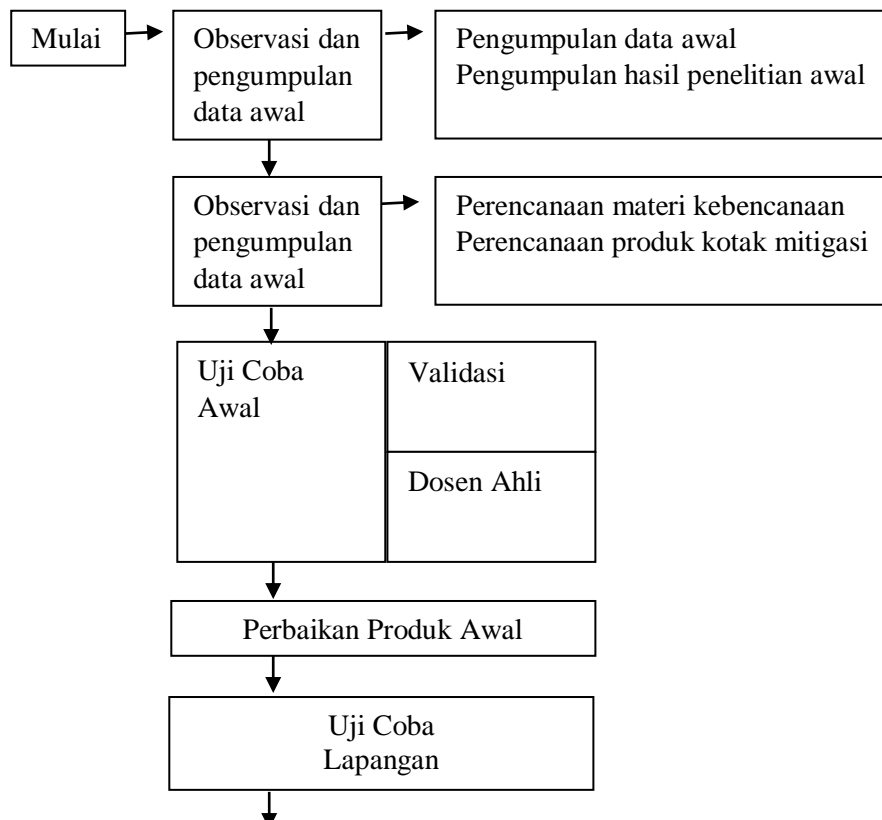 Mulai
Observasi dan
pengumpulan
data awal
Pengumpulan data awal
Pengumpulan hasil penelitian awal
Observasi dan
pengumpulan
data awal
Perencanaan materi kebencanaan
Perencanaan produk kotak mitigasi
Uji Coba
Awal
Validasi
Dosen Ahli
Perbaikan Produk Awal
Uji Coba
Lapangan